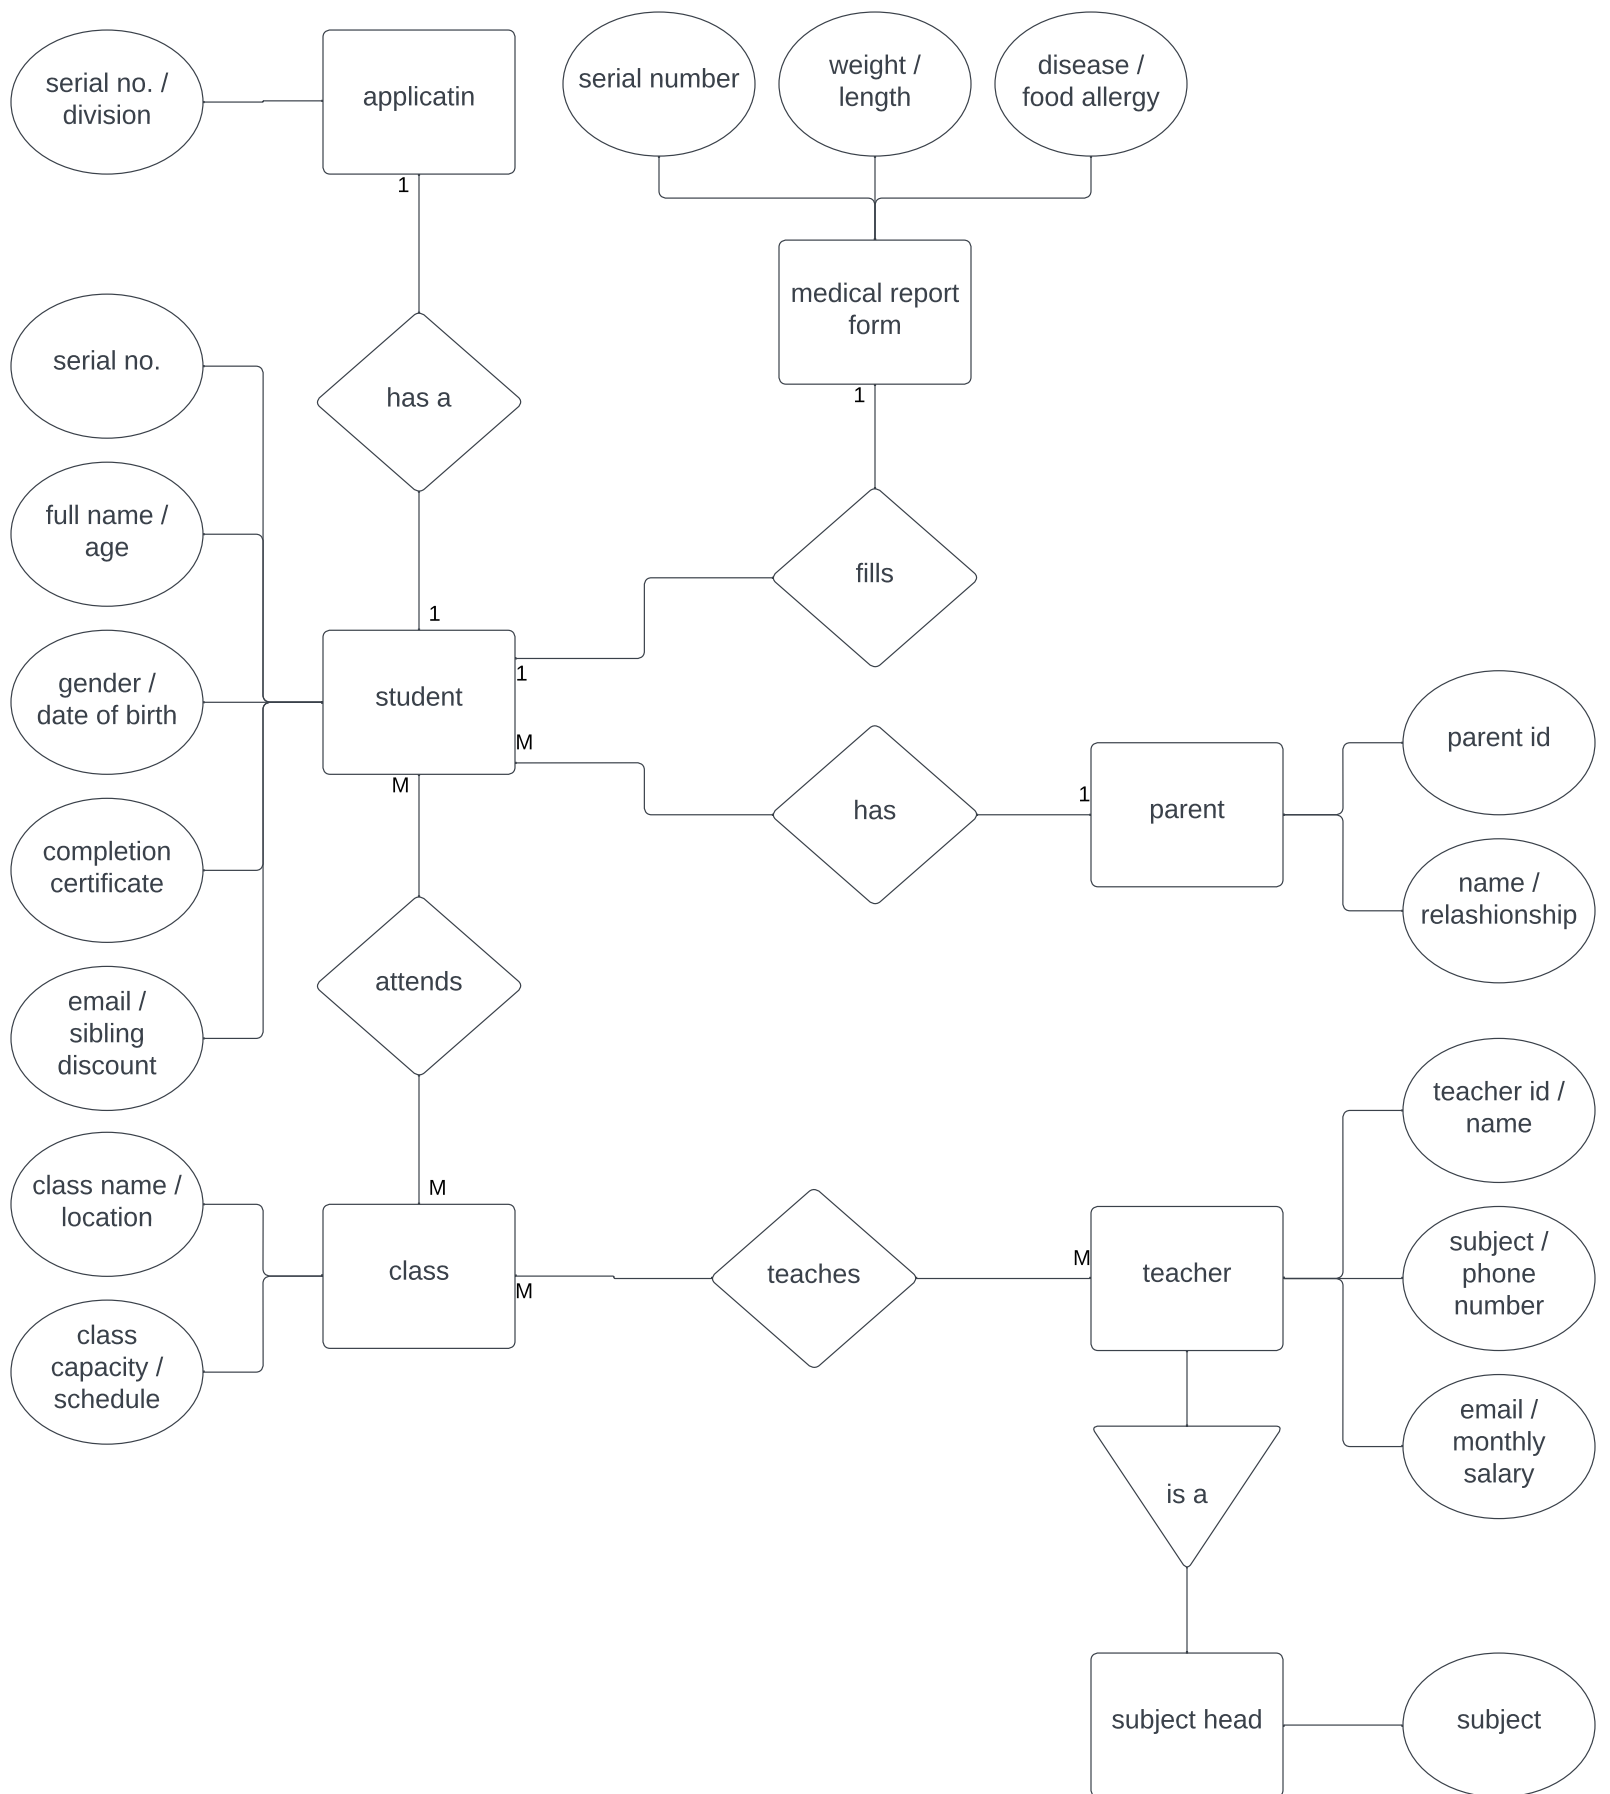 serial no. /
division
applicatin
serial number
weight /
length
disease /
food allergy
1
medical report
form
1
serial no.
has a
full name /
age
fills
1
student
1
gender /
date of birth
M
M
has
1
parent
parent id
name /
relashionship
completion
certificate
attends
email /
sibling
discount
M
class name /
location
class
M
teaches
M
teacher
teacher id /
name
subject /
phone
number
email /
monthly
salary
class
capacity /
schedule
is a
subject head
subject